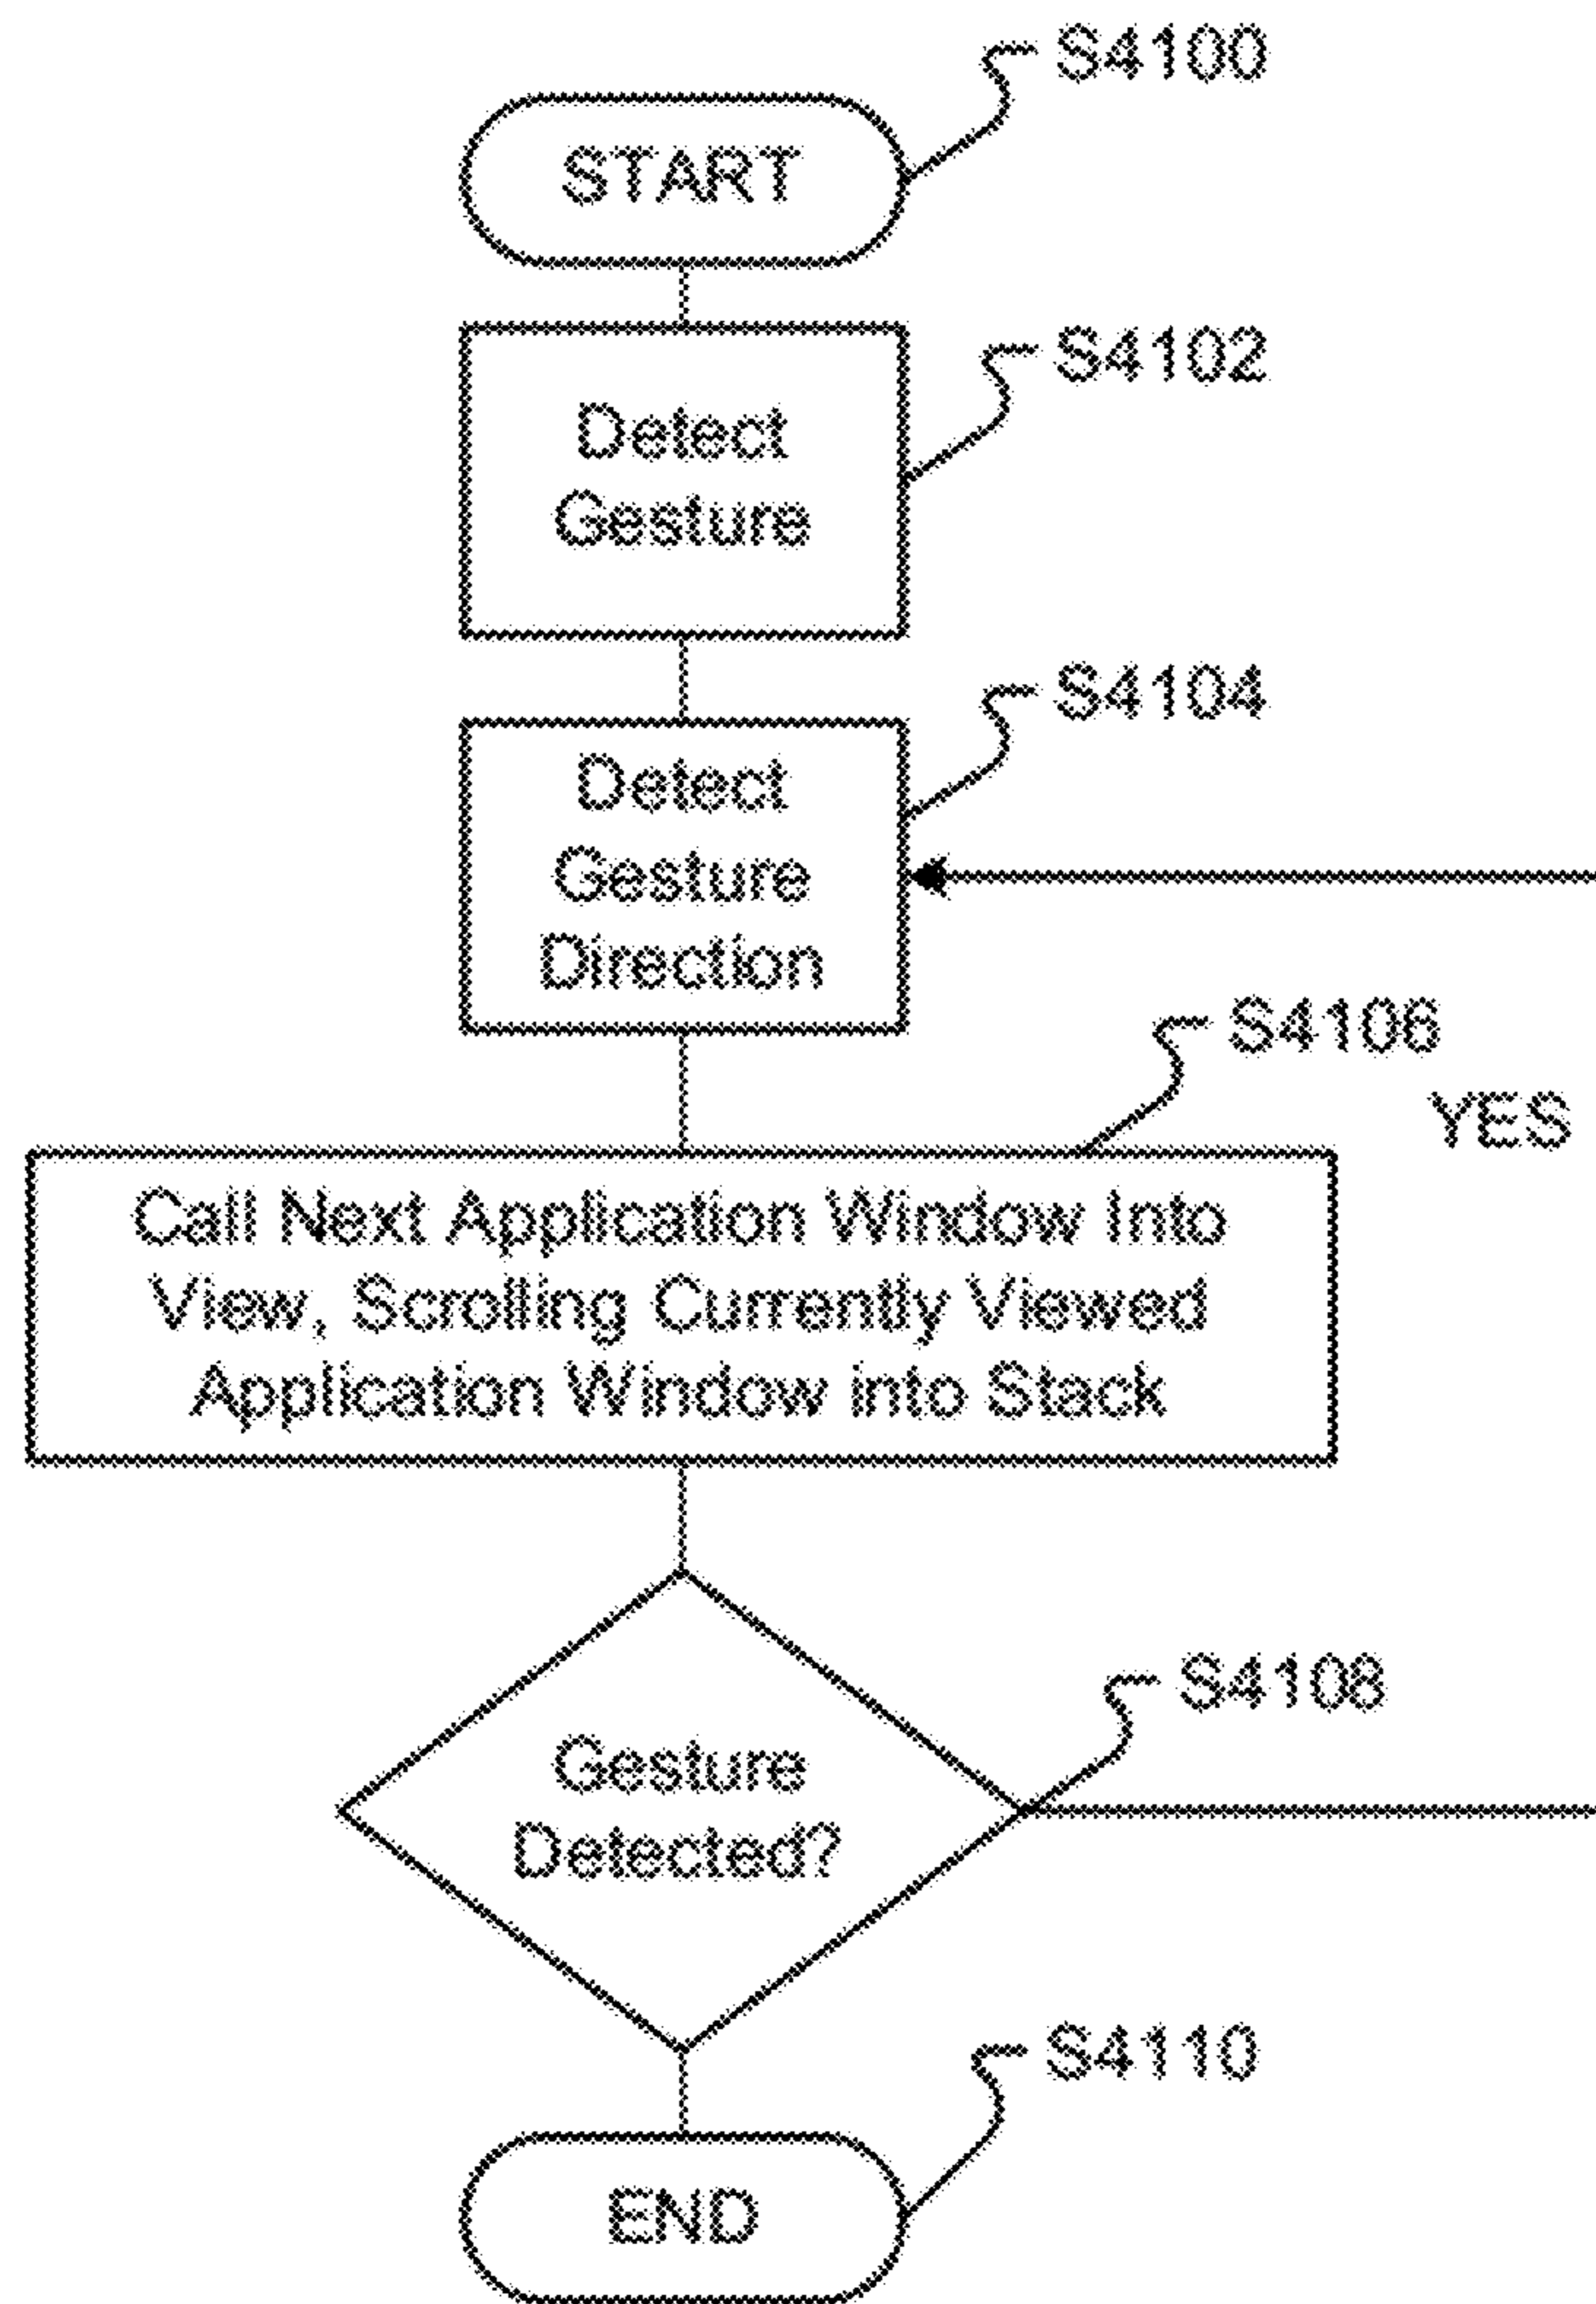 S4100
START
S4102
Detect
Gesture
S4104
Detect
Gesture
Direction
S4106
YES
Call Next Application Window Into
View, Scrolling Currently Viewed
Application Window into Stack
S4108
Gesture
Detected?
S4110
END